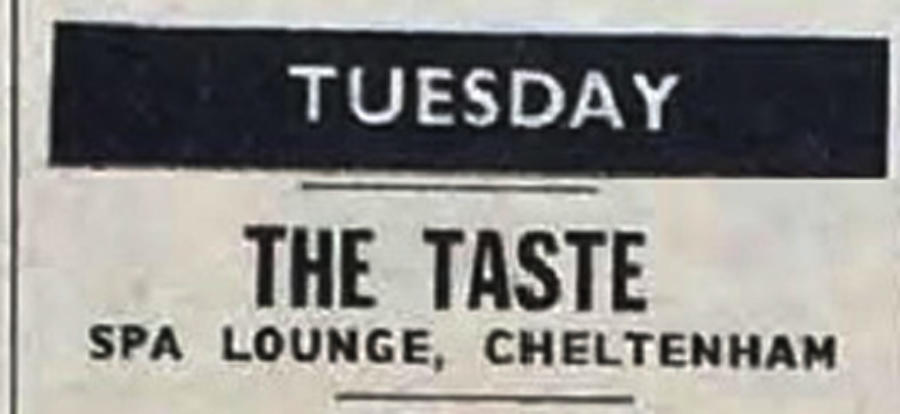 TUESDAY
THE TASTE
SPA LOUNGE, CHELTENHAM